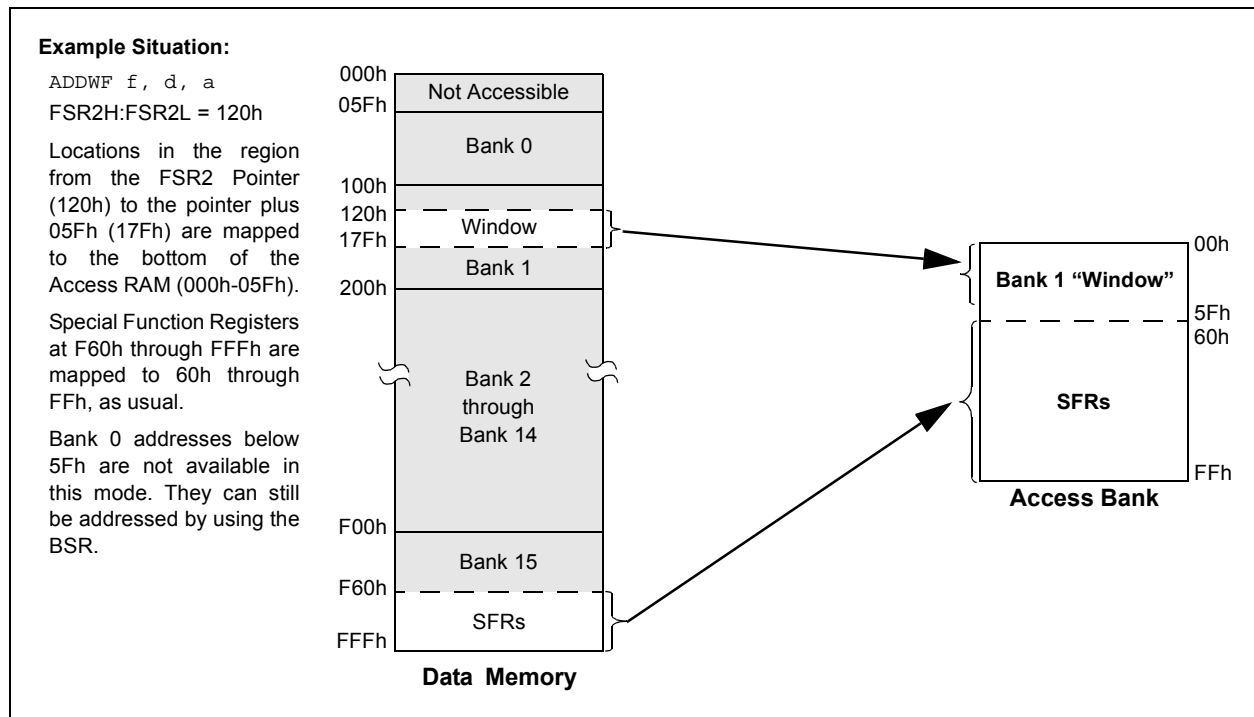 Example Situation:
ADDWF f, d, a
FSR2H:FSR2L = 120h
Locations in the region
from the FSR2 Pointer
(120h) to the pointer plus
05Fh (17Fh) are mapped
to the bottom of the
Access RAM (000h-05Fh).
Special Function Registers
at F60h through FFFh are
mapped to 60h through
FFh, as usual.
Bank 0 addresses below
5Fh are not available in
this mode. They can still
be addressed by using the
BSR.
000h
Not Accessible
05Fh
Bank 0
100h
120h
Window
17Fh
Bank 1
200h
Bank 2
through
Bank 14
F00h
Bank 15
F60h
SFRs
FFFh
Data Memory
00h
Bank 1 “Window”
5Fh
60h
SFRs
FFh
Access Bank